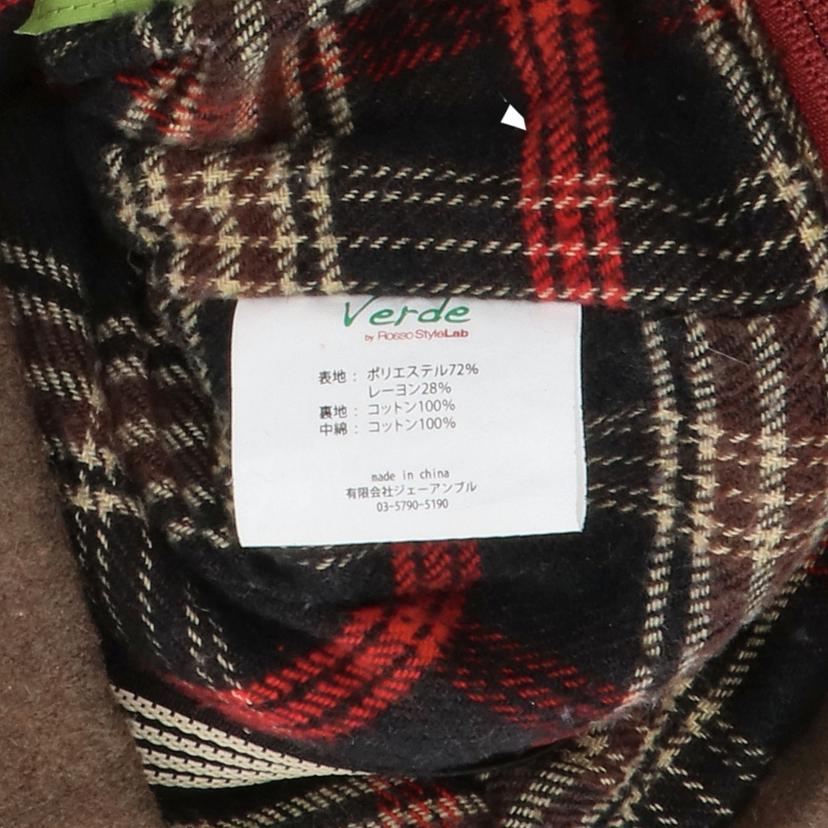 Verde
by Rosso StyleLab
表地： ポリエステル72%
レーヨン28%
裏地： コットン100%
中綿： コットン100%
made in china
有限会社ジェーアンブル
03-5790-5190